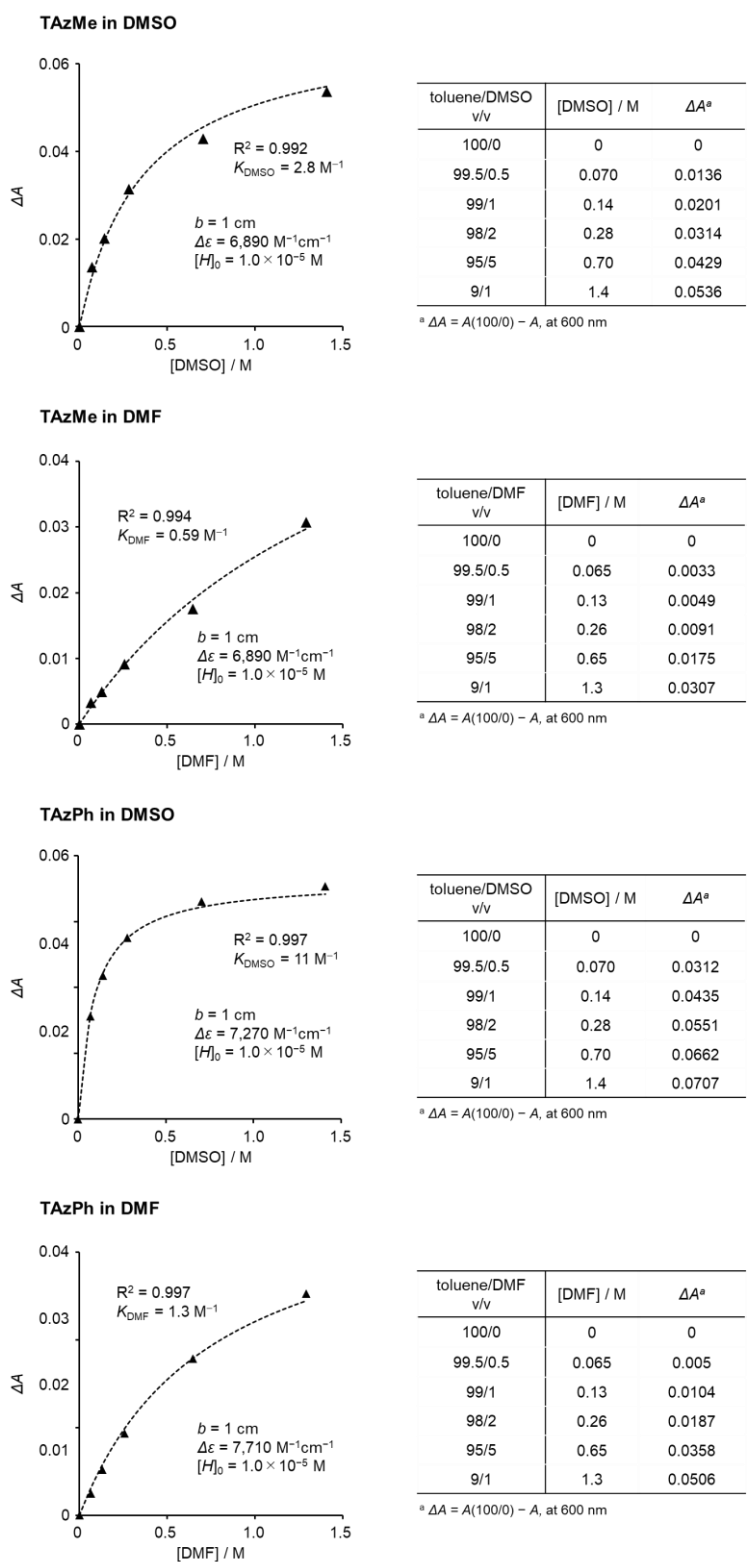 TAzMe in DMSO
0.06
0.04
0.02
0
ΔA
R² = 0.992
K_DMSO = 2.8 M⁻¹
b = 1 cm
Δε = 6,890 M⁻¹cm⁻¹
[H]₀ = 1.0 × 10⁻⁵ M
0 0.5 1.0 1.5
[DMSO] / M
toluene/DMSO v/v [DMSO] / M ΔAᵃ
100/0 0 0
99.5/0.5 0.070 0.0136
99/1 0.14 0.0201
98/2 0.28 0.0314
95/5 0.70 0.0429
9/1 1.4 0.0536
ᵃ ΔA = A(100/0) − A, at 600 nm
TAzMe in DMF
0.04
0.03
0.02
0.01
0
ΔA
R² = 0.994
K_DMF = 0.59 M⁻¹
b = 1 cm
Δε = 6,890 M⁻¹cm⁻¹
[H]₀ = 1.0 × 10⁻⁵ M
0 0.5 1.0 1.5
[DMF] / M
toluene/DMF v/v [DMF] / M ΔAᵃ
100/0 0 0
99.5/0.5 0.065 0.0033
99/1 0.13 0.0049
98/2 0.26 0.0091
95/5 0.65 0.0175
9/1 1.3 0.0307
ᵃ ΔA = A(100/0) − A, at 600 nm
TAzPh in DMSO
0.06
0.04
0.02
0
ΔA
R² = 0.997
K_DMSO = 11 M⁻¹
b = 1 cm
Δε = 7,270 M⁻¹cm⁻¹
[H]₀ = 1.0 × 10⁻⁵ M
0 0.5 1.0 1.5
[DMSO] / M
toluene/DMSO v/v [DMSO] / M ΔAᵃ
100/0 0 0
99.5/0.5 0.070 0.0312
99/1 0.14 0.0435
98/2 0.28 0.0551
95/5 0.70 0.0662
9/1 1.4 0.0707
ᵃ ΔA = A(100/0) − A, at 600 nm
TAzPh in DMF
0.04
0.03
0.02
0.01
0
ΔA
R² = 0.997
K_DMF = 1.3 M⁻¹
b = 1 cm
Δε = 7,710 M⁻¹cm⁻¹
[H]₀ = 1.0 × 10⁻⁵ M
0 0.5 1.0 1.5
[DMF] / M
toluene/DMF v/v [DMF] / M ΔAᵃ
100/0 0 0
99.5/0.5 0.065 0.005
99/1 0.13 0.0104
98/2 0.26 0.0187
95/5 0.65 0.0358
9/1 1.3 0.0506
ᵃ ΔA = A(100/0) − A, at 600 nm